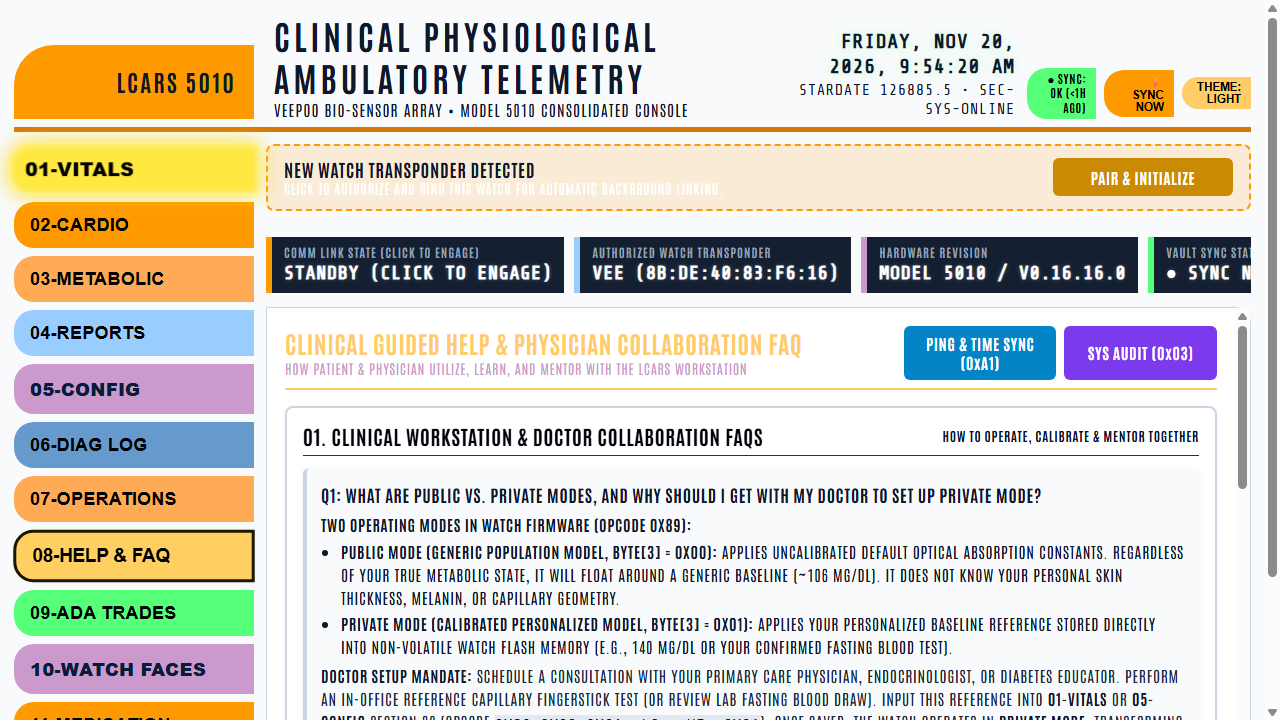 LCARS 5010
CLINICAL PHYSIOLOGICAL
AMBULATORY TELEMETRY
VEEPOO BIO-SENSOR ARRAY • MODEL 5010 CONSOLIDATED CONSOLE
FRIDAY, NOV 20,
2026, 9:54:20 AM
STARDATE 126885.5 · SEC-
SYS-ONLINE
● SYNC:
OK (<1H
AGO)
SYNC
NOW
THEME:
LIGHT
01-VITALS
02-CARDIO
03-METABOLIC
04-REPORTS
05-CONFIG
06-DIAG LOG
07-OPERATIONS
08-HELP & FAQ
09-ADA TRADES
10-WATCH FACES
11-MEDICATION
NEW WATCH TRANSPONDER DETECTED
CLICK TO AUTHORIZE AND BIND THIS WATCH FOR AUTOMATIC BACKGROUND LINKING.
PAIR & INITIALIZE
COMM LINK STATE (CLICK TO ENGAGE)
STANDBY (CLICK TO ENGAGE)
AUTHORIZED WATCH TRANSPONDER
VEE (8B:DE:40:83:F6:16)
HARDWARE REVISION
MODEL 5010 / V0.16.16.0
VAULT SYNC STAT
● SYNC N
CLINICAL GUIDED HELP & PHYSICIAN COLLABORATION FAQ
HOW PATIENT & PHYSICIAN UTILIZE, LEARN, AND MENTOR WITH THE LCARS WORKSTATION
PING & TIME SYNC
(0xA1)
SYS AUDIT (0x03)
01. CLINICAL WORKSTATION & DOCTOR COLLABORATION FAQS
HOW TO OPERATE, CALIBRATE & MENTOR TOGETHER
Q1: WHAT ARE PUBLIC VS. PRIVATE MODES, AND WHY SHOULD I GET WITH MY DOCTOR TO SET UP PRIVATE MODE?
TWO OPERATING MODES IN WATCH FIRMWARE (OPCODE 0X89):
• PUBLIC MODE (GENERIC POPULATION MODEL, BYTE[3] = 0X00): APPLIES UNCALIBRATED DEFAULT OPTICAL ABSORPTION CONSTANTS. REGARDLESS
OF YOUR TRUE METABOLIC STATE, IT WILL FLOAT AROUND A GENERIC BASELINE (~106 MG/DL). IT DOES NOT KNOW YOUR PERSONAL SKIN
THICKNESS, MELANIN, OR CAPILLARY GEOMETRY.
• PRIVATE MODE (CALIBRATED PERSONALIZED MODEL, BYTE[3] = 0X01): APPLIES YOUR PERSONALIZED BASELINE REFERENCE STORED DIRECTLY
INTO NON-VOLATILE WATCH FLASH MEMORY (E.G., 140 MG/DL OR YOUR CONFIRMED FASTING BLOOD TEST).
DOCTOR SETUP MANDATE: SCHEDULE A CONSULTATION WITH YOUR PRIMARY CARE PHYSICIAN, ENDOCRINOLOGIST, OR DIABETES EDUCATOR. PERFORM
AN IN-OFFICE REFERENCE CAPILLARY FINGERSTICK TEST (OR REVIEW LAB FASTING BLOOD DRAW). INPUT THIS REFERENCE INTO 01-VITALS OR 05-